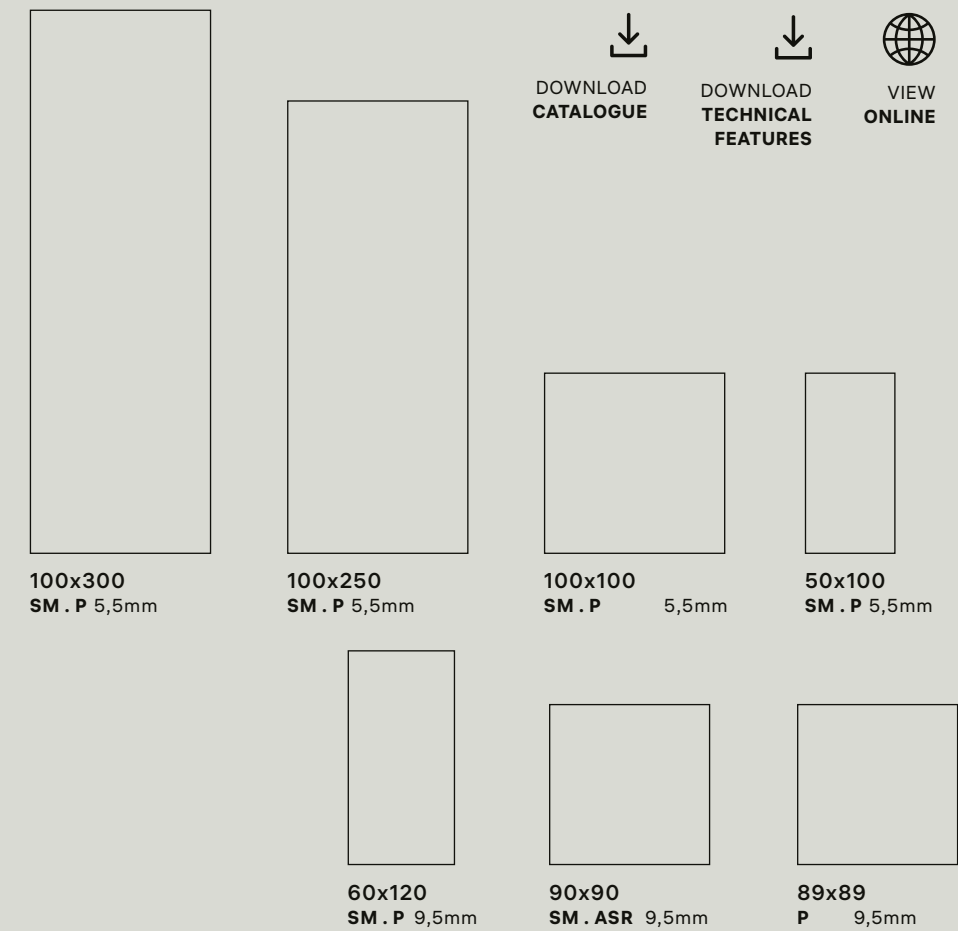 DOWNLOAD
CATALOGUE
DOWNLOAD
TECHNICAL
FEATURES
VIEW
ONLINE
100x300
SM . P 5,5mm
100x250
SM . P 5,5mm
100x100
SM . P 5,5mm
50x100
SM . P 5,5mm
60x120
SM . P 9,5mm
90x90
SM . ASR 9,5mm
89x89
P 9,5mm